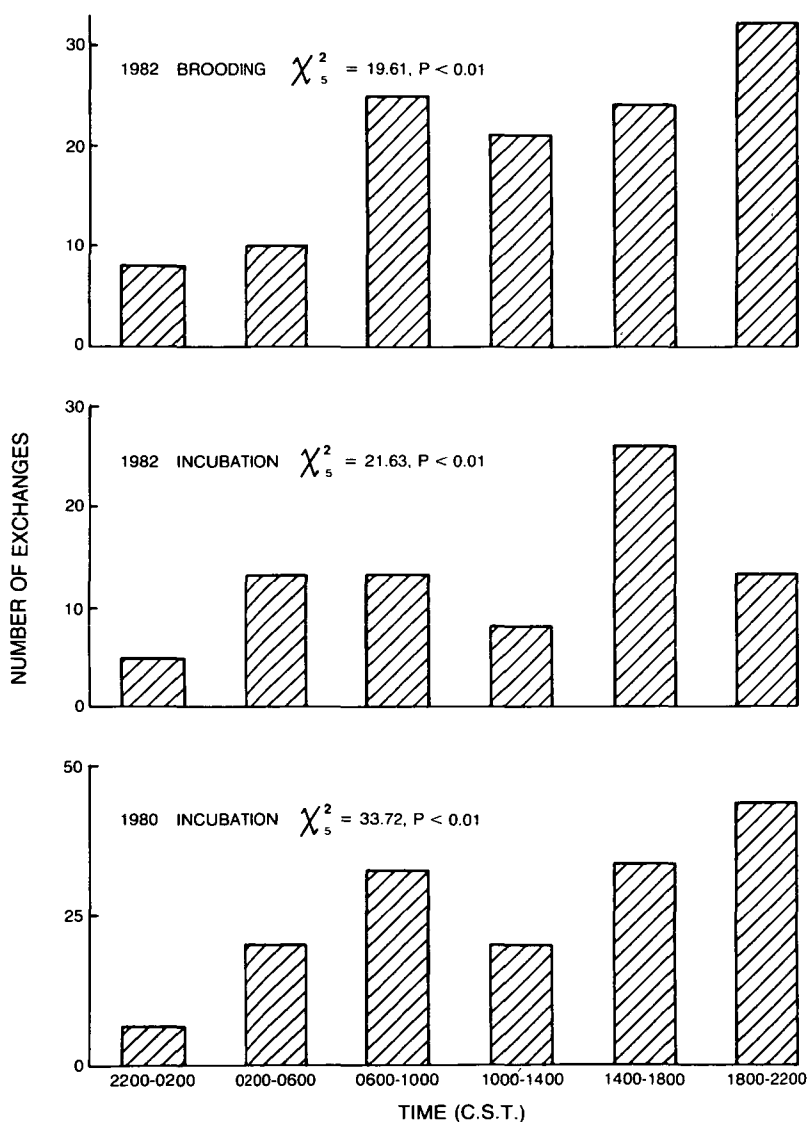 30
20
10
0
1982 BROODING χ²₅ = 19.61, P < 0.01
NUMBER OF EXCHANGES
30
20
10
0
1982 INCUBATION χ²₅ = 21.63, P < 0.01
50
25
0
1980 INCUBATION χ²₅ = 33.72, P < 0.01
2200-0200 0200-0600 0600-1000 1000-1400 1400-1800 1800-2200
TIME (C.S.T.)